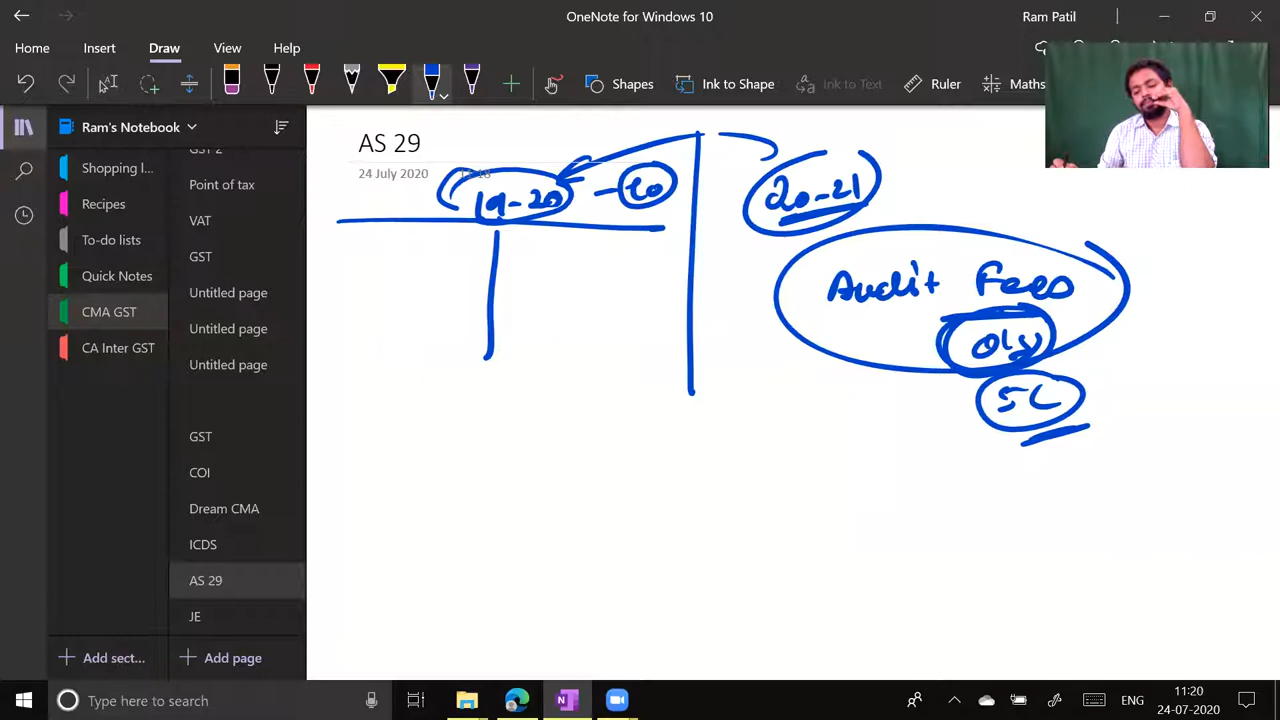 OneNote for Windows 10
Ram Patil
Home Insert Draw View Help
Shapes Ink to Shape Ink to Text Ruler Maths
Ram's Notebook
Shopping l...
Recipes
To-do lists
Quick Notes
CMA GST
CA Inter GST
Add sect...
GST 2
Point of tax
VAT
GST
Untitled page
Untitled page
Untitled page
GST
COI
Dream CMA
ICDS
AS 29
JE
Add page
AS 29
24 July 2020
19-20 - 20
20-21
Audit Fees
5L
Type here to search
ENG
11:20
24-07-2020